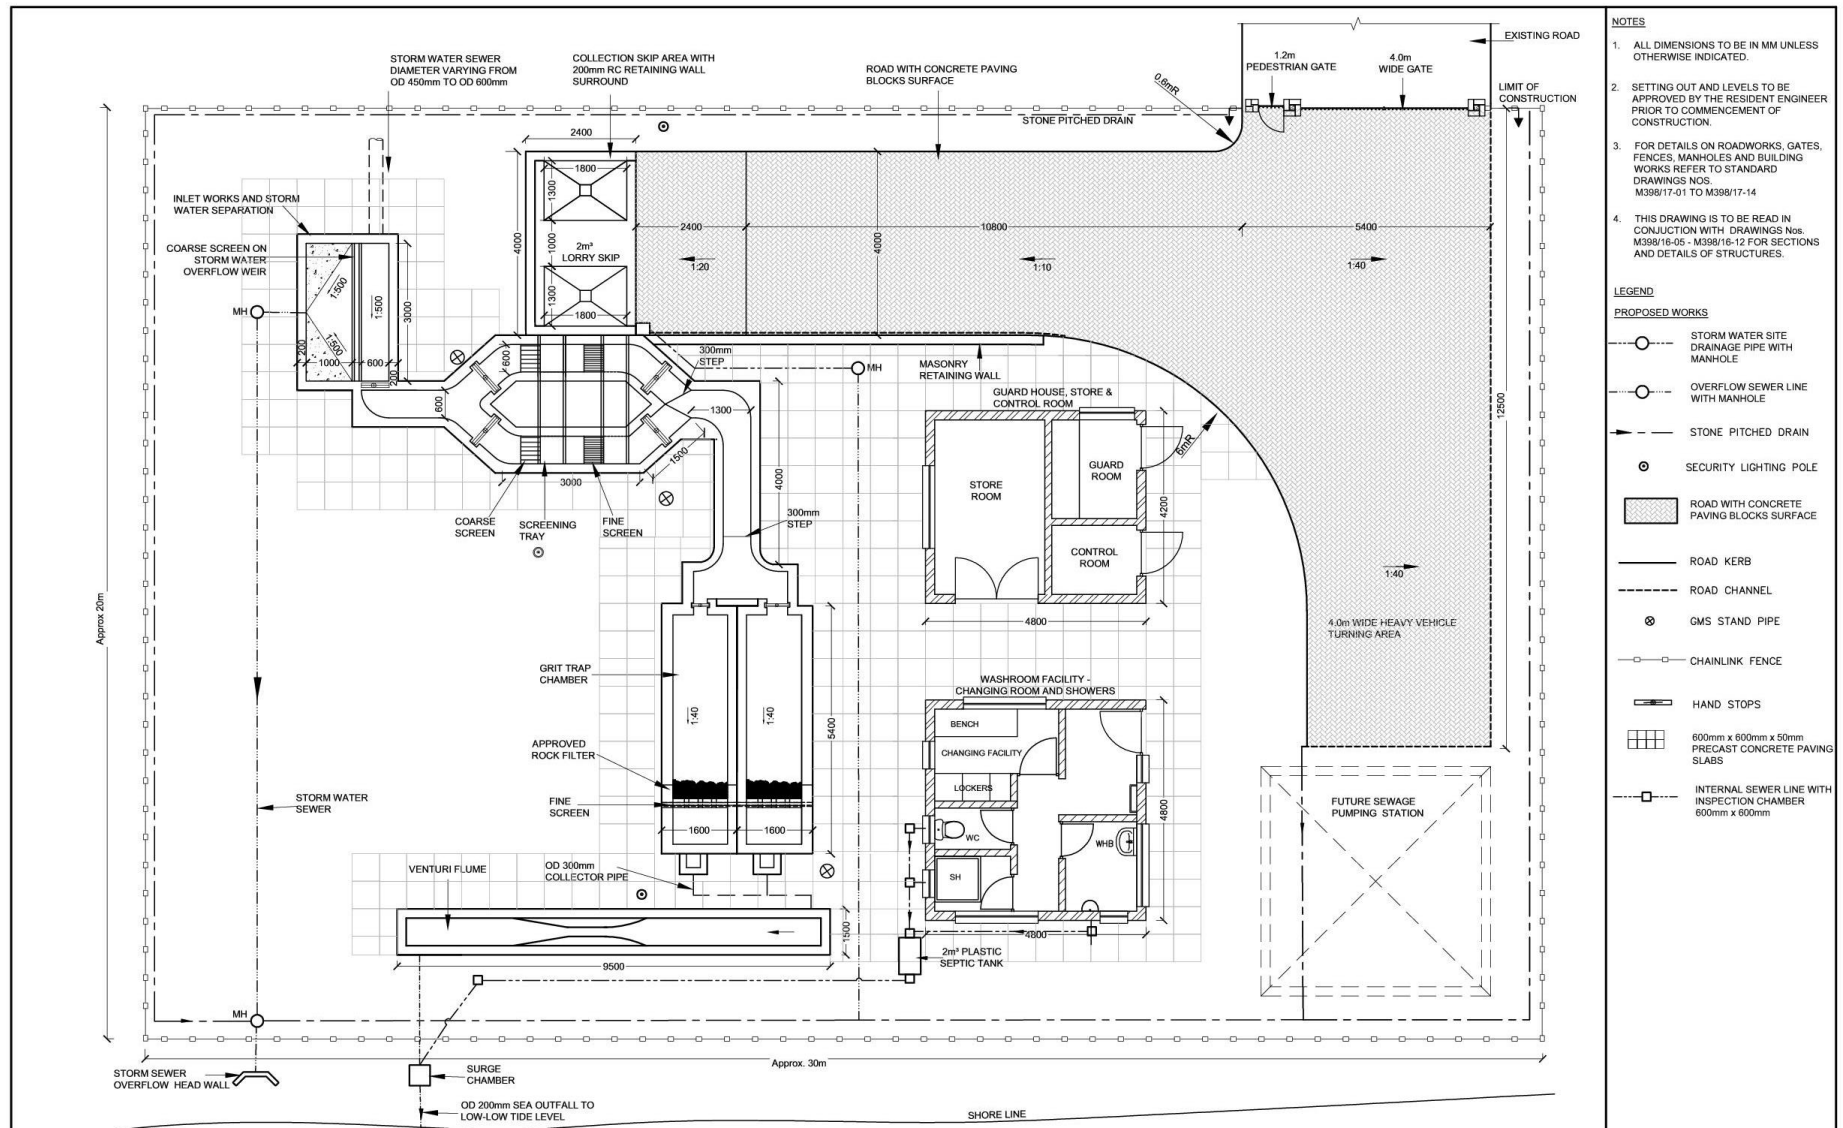 EXISTING ROAD
1.2m
PEDESTRIAN GATE
4.0m
WIDE GATE
STORM WATER SEWER
DIAMETER VARYING FROM
OD 450mm TO OD 600mm
COLLECTION SKIP AREA WITH
200mm RC RETAINING WALL
SURROUND
ROAD WITH CONCRETE PAVING
BLOCKS SURFACE
0.6mR
LIMIT OF
CONSTRUCTION
STONE PITCHED DRAIN
2400
1800
1300
4000
1000
2m³
LORRY SKIP
1300
1800
2400
10800
5400
4000
1:20
1:10
1:40
INLET WORKS AND STORM
WATER SEPARATION
COARSE SCREEN ON
STORM WATER
OVERFLOW WEIR
MH
1:500
1:500
1:500
3000
200
1000
600
200
600
600
300mm
STEP
MH
MASONRY
RETAINING WALL
1300
1500
3000
4000
COARSE
SCREEN
SCREENING
TRAY
FINE
SCREEN
300mm
STEP
GUARD HOUSE, STORE &
CONTROL ROOM
STORE
ROOM
GUARD
ROOM
CONTROL
ROOM
4200
4800
6mR
12500
1:40
4.0m WIDE HEAVY VEHICLE
TURNING AREA
Approx 20m
GRIT TRAP
CHAMBER
1:40
1:40
5400
APPROVED
ROCK FILTER
FINE
SCREEN
1600
1600
STORM WATER
SEWER
WASHROOM FACILITY -
CHANGING ROOM AND SHOWERS
BENCH
CHANGING FACILITY
LOCKERS
WC
WHB
SH
4800
4800
FUTURE SEWAGE
PUMPING STATION
VENTURI FLUME
OD 300mm
COLLECTOR PIPE
1500
9500
2m³ PLASTIC
SEPTIC TANK
MH
Approx. 30m
STORM SEWER
OVERFLOW HEAD WALL
SURGE
CHAMBER
OD 200mm SEA OUTFALL TO
LOW-LOW TIDE LEVEL
SHORE LINE
NOTES
1. ALL DIMENSIONS TO BE IN MM UNLESS
OTHERWISE INDICATED.
2. SETTING OUT AND LEVELS TO BE
APPROVED BY THE RESIDENT ENGINEER
PRIOR TO COMMENCEMENT OF
CONSTRUCTION.
3. FOR DETAILS ON ROADWORKS, GATES,
FENCES, MANHOLES AND BUILDING
WORKS REFER TO STANDARD
DRAWINGS NOS.
M398/17-01 TO M398/17-14
4. THIS DRAWING IS TO BE READ IN
CONJUCTION WITH DRAWINGS Nos.
M398/16-05 - M398/16-12 FOR SECTIONS
AND DETAILS OF STRUCTURES.
LEGEND
PROPOSED WORKS
STORM WATER SITE
DRAINAGE PIPE WITH
MANHOLE
OVERFLOW SEWER LINE
WITH MANHOLE
STONE PITCHED DRAIN
SECURITY LIGHTING POLE
ROAD WITH CONCRETE
PAVING BLOCKS SURFACE
ROAD KERB
ROAD CHANNEL
GMS STAND PIPE
CHAINLINK FENCE
HAND STOPS
600mm x 600mm x 50mm
PRECAST CONCRETE PAVING
SLABS
INTERNAL SEWER LINE WITH
INSPECTION CHAMBER
600mm x 600mm